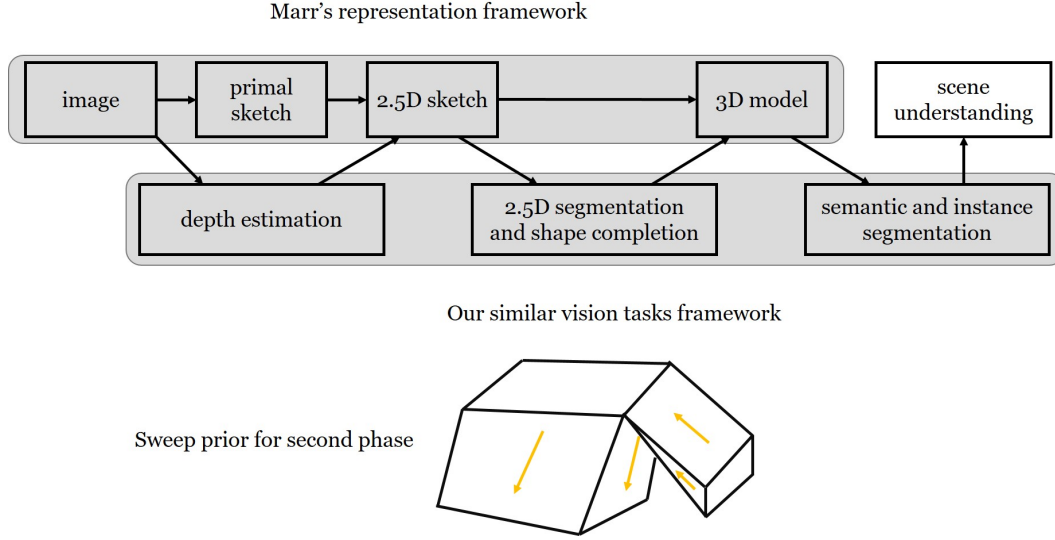 Marr's representation framework
image
primal
sketch
2.5D sketch
3D model
scene
understanding
depth estimation
2.5D segmentation
and shape completion
semantic and instance
segmentation
Our similar vision tasks framework
Sweep prior for second phase